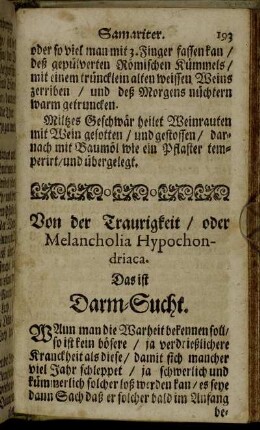 Samariter. 193
oder so viel man mit 3. Finger fassen kan /
deß gepülverten Römischen Kümmels /
mit einem trüncklem alten weissen Weins
zerriben / und deß Morgens nüchtern
warm getruncken.
Miltzes Geschwär heilet Weinrauten
mit Wein gesotten / und gestossen / dar-
nach mit Baumöl wie ein Pflaster tem-
perirt / und übergelegt.
Von der Traurigkeit / oder
Melancholia Hypochon-
driaca.
Das ist
Darm-Sucht.
WAnn man die Warheit bekennen soll /
so ist kein bösere / ja verdrießlichere
Kranckheit als diese / damit sich mancher
viel Jahr schleppet / ja schwerlich und
kümmerlich solcher loß werden kan / es seye
dann Sach daß er solcher bald im Anfang
be-